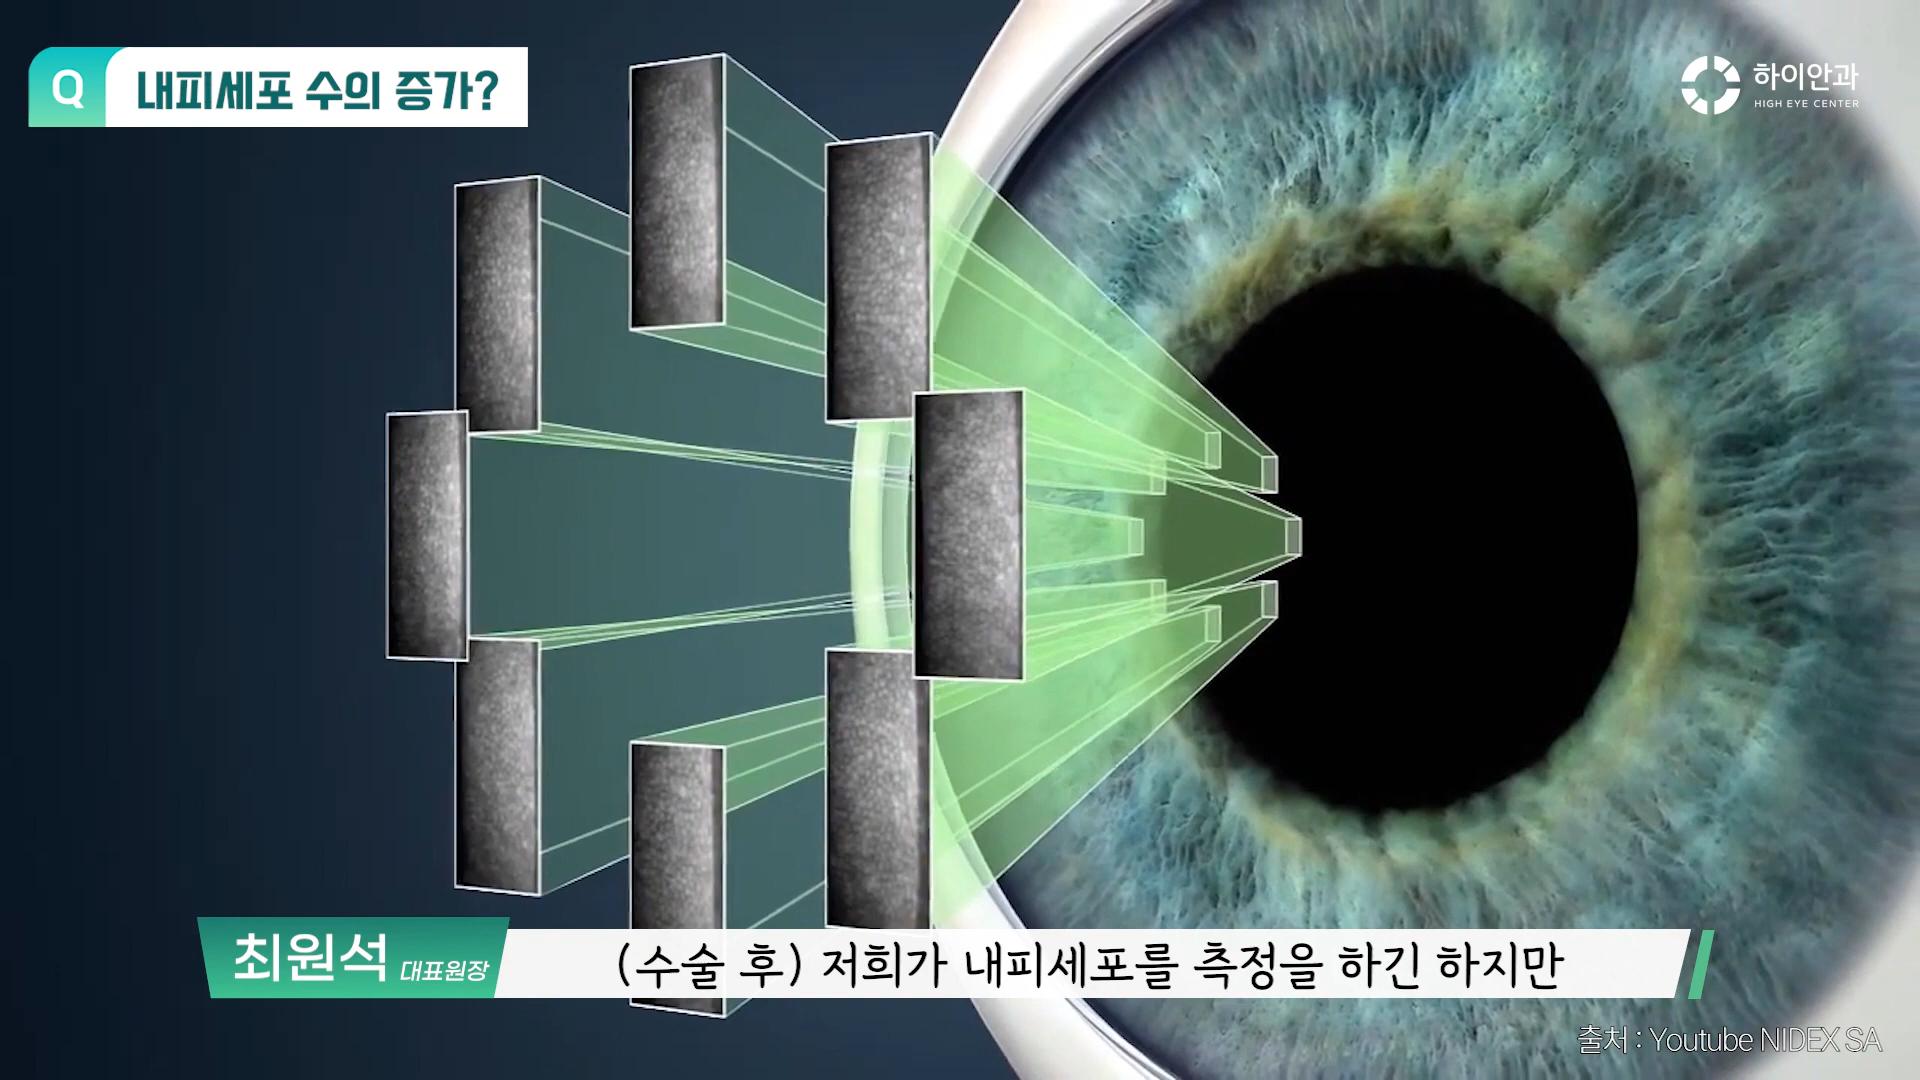 Q 내피세포 수의 증가?
하이안과
HIGH EYE CENTER
최원석 대표원장
(수술 후) 저희가 내피세포를 측정을 하긴 하지만
출처 : Youtube NIDEX SA